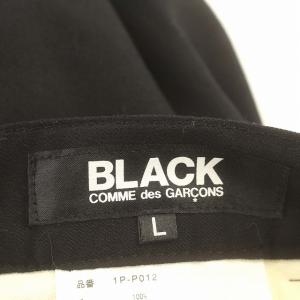 BLACK
COMME des GARÇONS
L
品番 1P-P012
100%